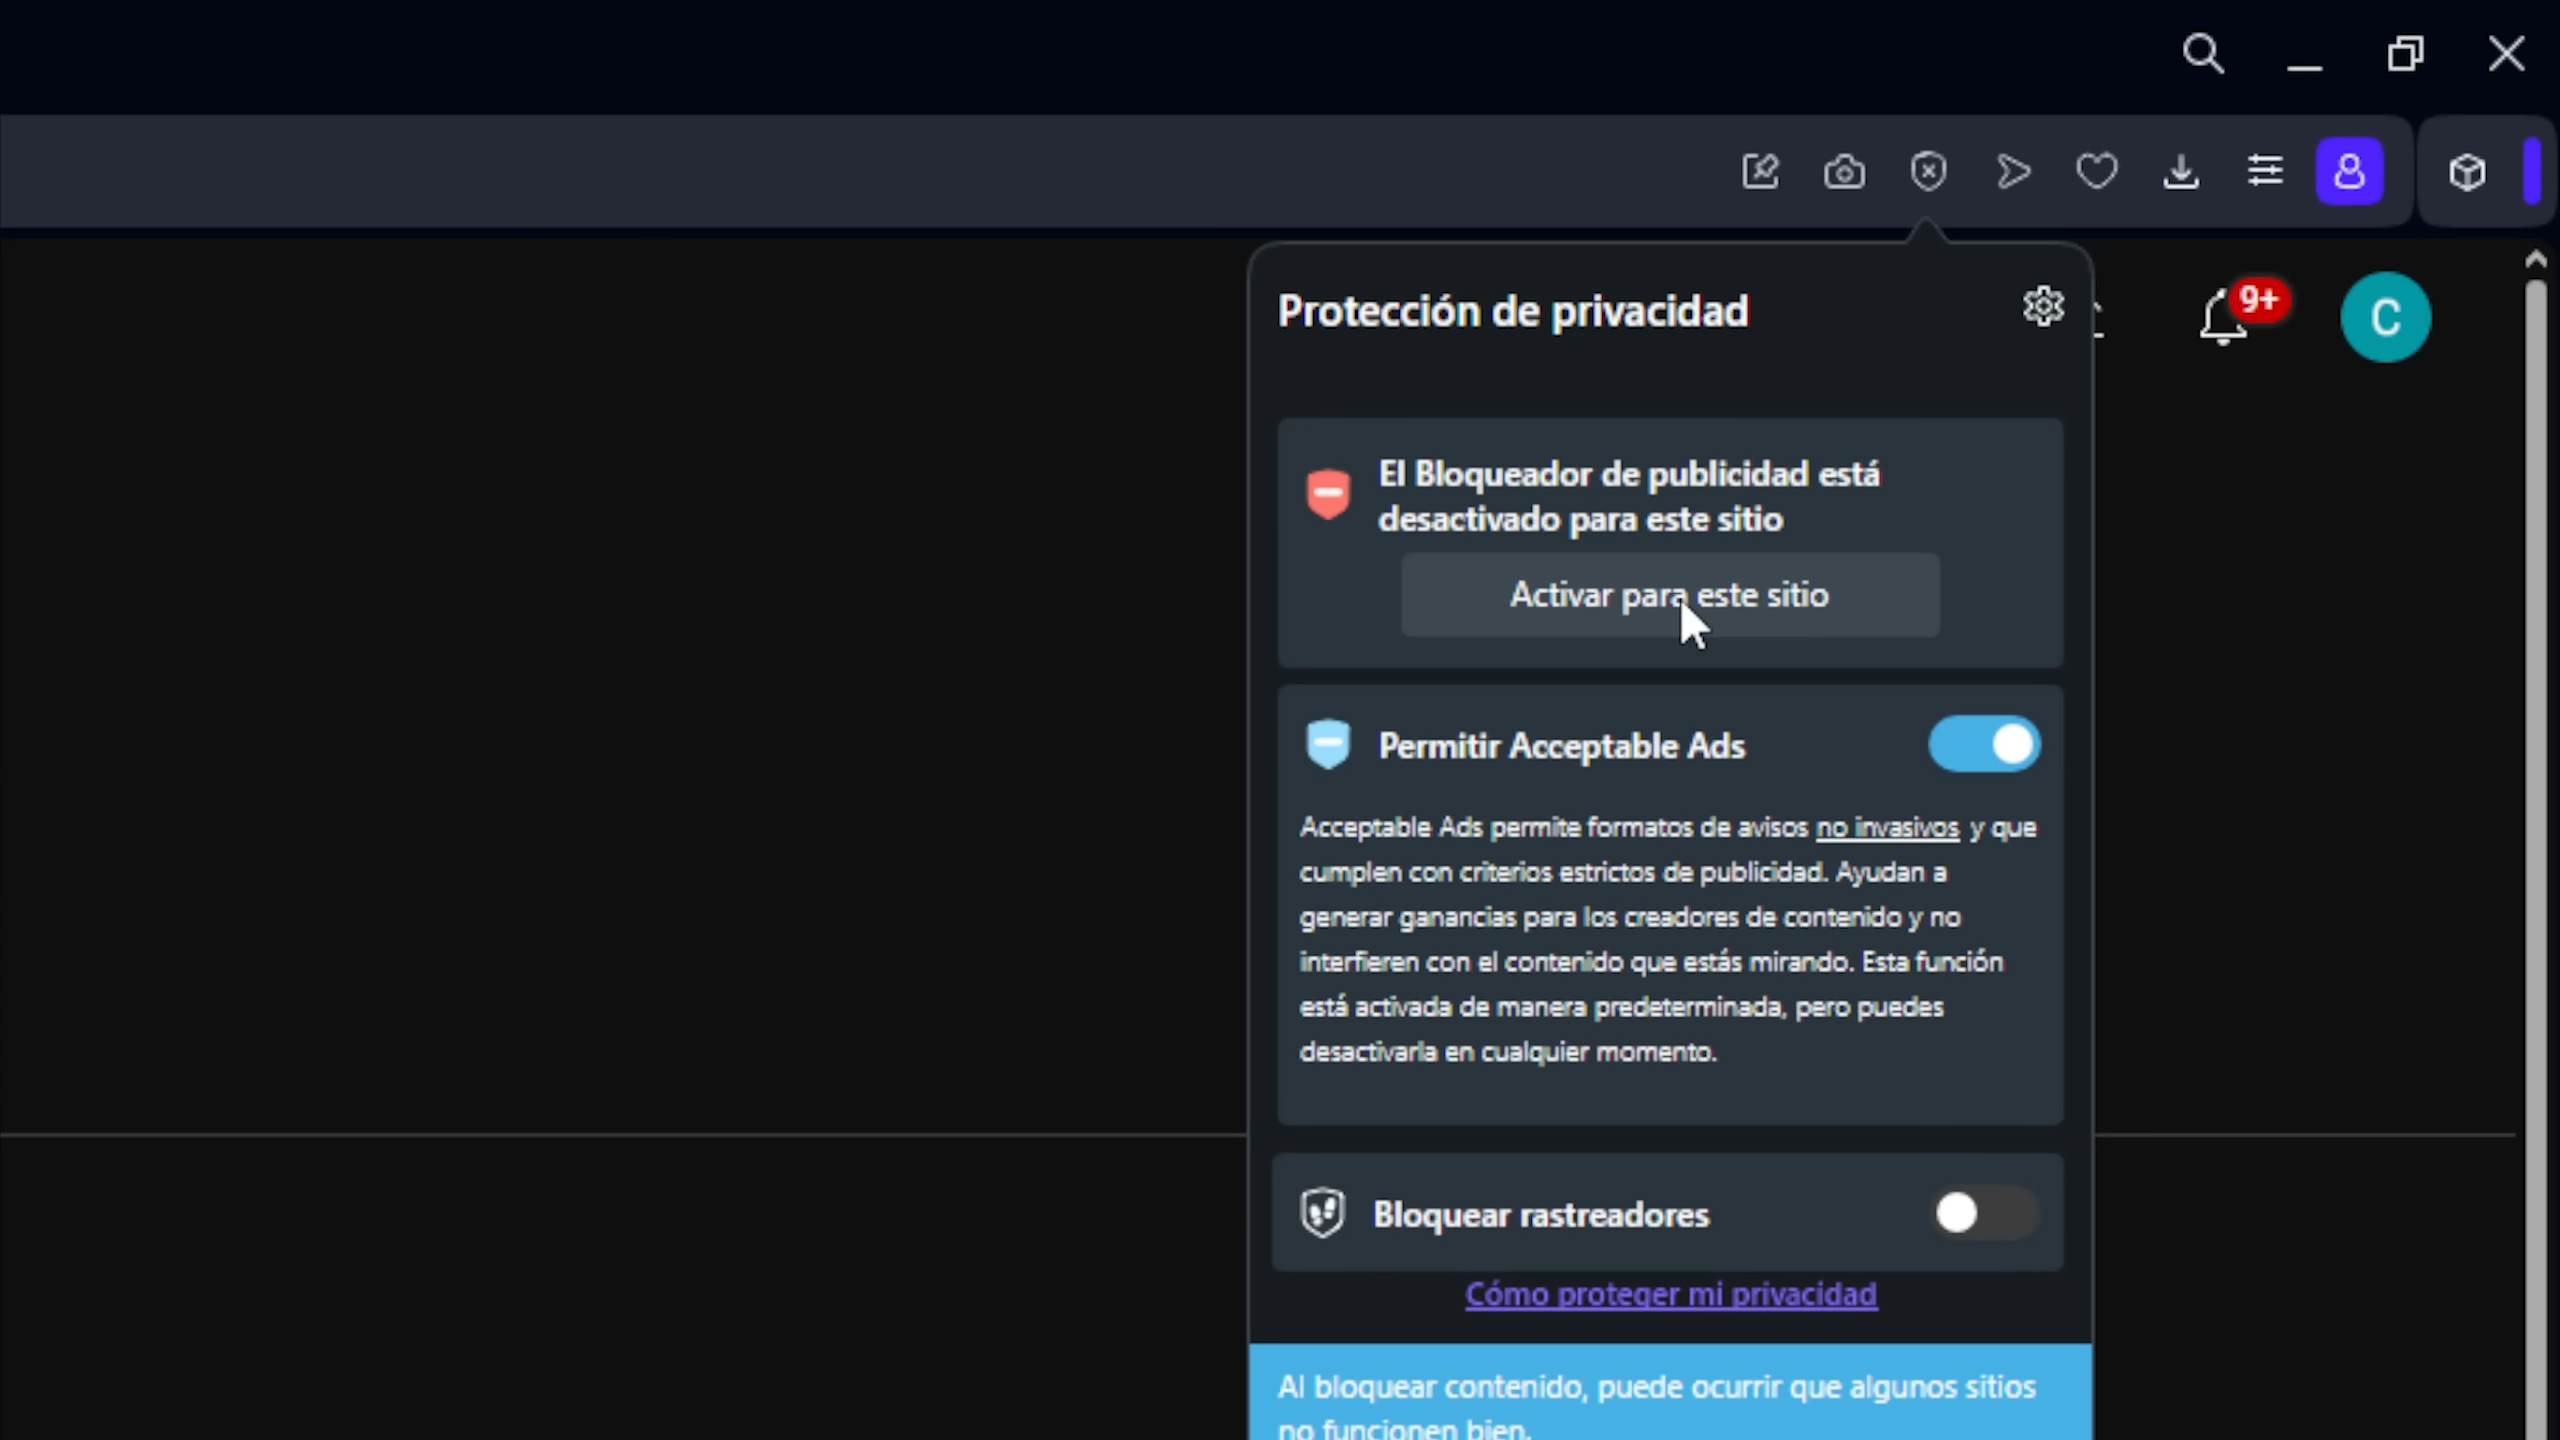 Protección de privacidad
9+
C
El Bloqueador de publicidad está
desactivado para este sitio
Activar para este sitio
Permitir Acceptable Ads
Acceptable Ads permite formatos de avisos no invasivos y que
cumplen con criterios estrictos de publicidad. Ayudan a
generar ganancias para los creadores de contenido y no
interfieren con el contenido que estás mirando. Esta función
está activada de manera predeterminada, pero puedes
desactivarla en cualquier momento.
Bloquear rastreadores
Cómo proteger mi privacidad
Al bloquear contenido, puede ocurrir que algunos sitios
no funcionen bien.